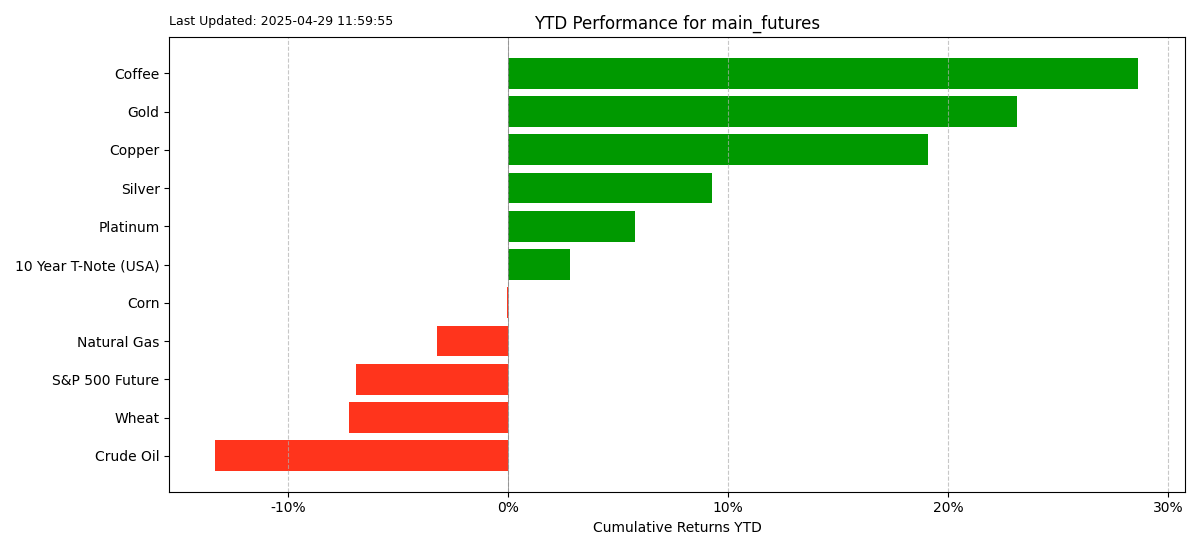 Last Updated: 2025-04-29 11:59:55
YTD Performance for main_futures
Coffee
Gold
Copper
Silver
Platinum
10 Year T-Note (USA)
Corn
Natural Gas
S&P 500 Future
Wheat
Crude Oil
-10% 0% 10% 20% 30%
Cumulative Returns YTD